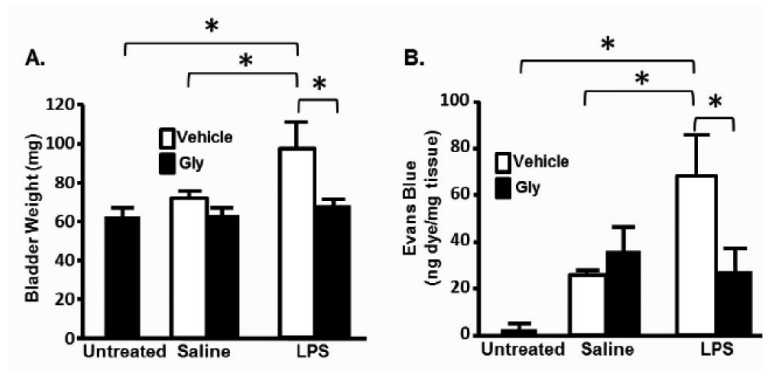 A.
*
*
*
Bladder Weight (mg)
120
100
80
60
40
20
0
Vehicle
Gly
Untreated Saline LPS
B.
*
*
*
Evans Blue
(ng dye/mg tissue)
100
80
60
40
20
0
Vehicle
Gly
Untreated Saline LPS